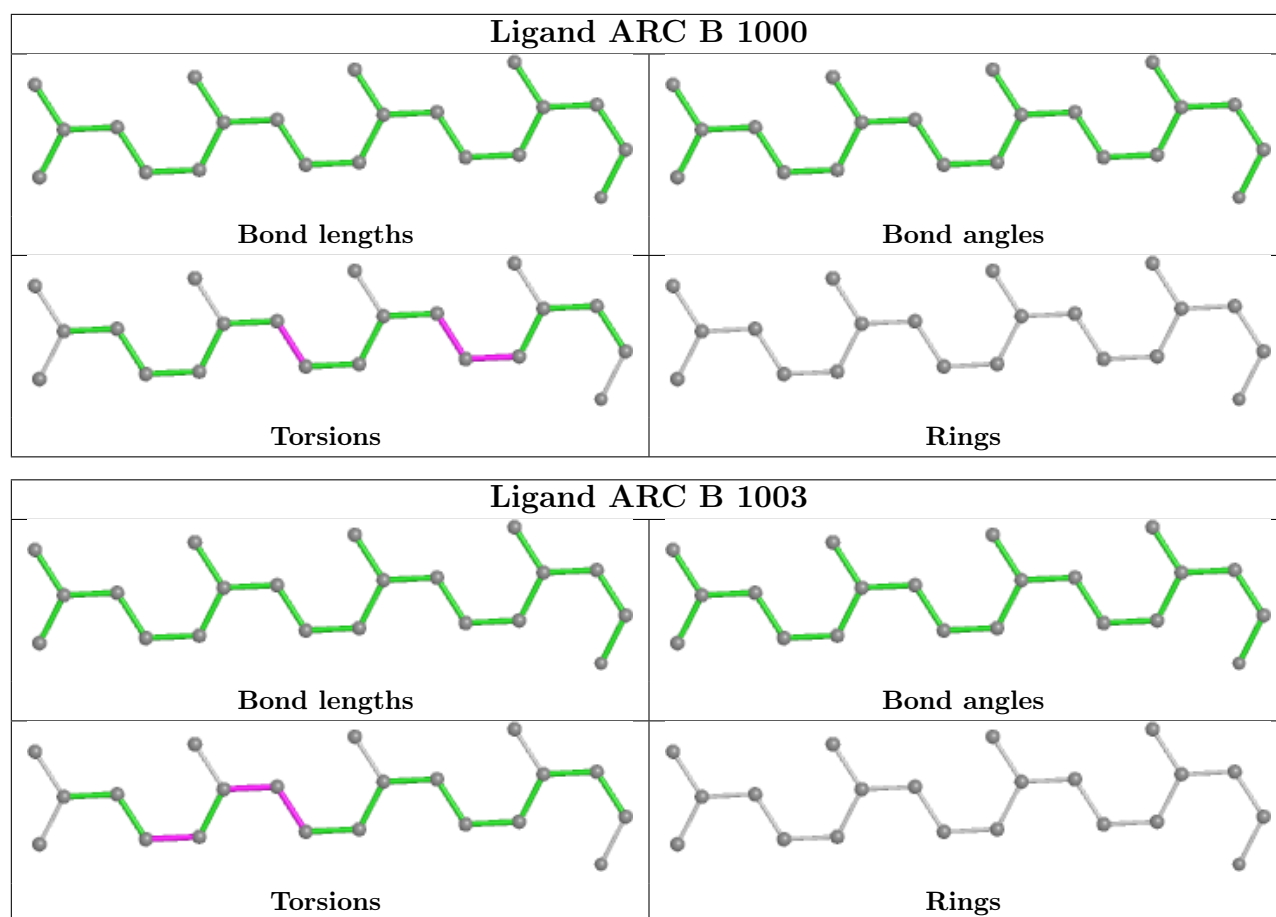 Ligand ARC B 1000
Bond lengths
Bond angles
Torsions
Rings
Ligand ARC B 1003
Bond lengths
Bond angles
Torsions
Rings